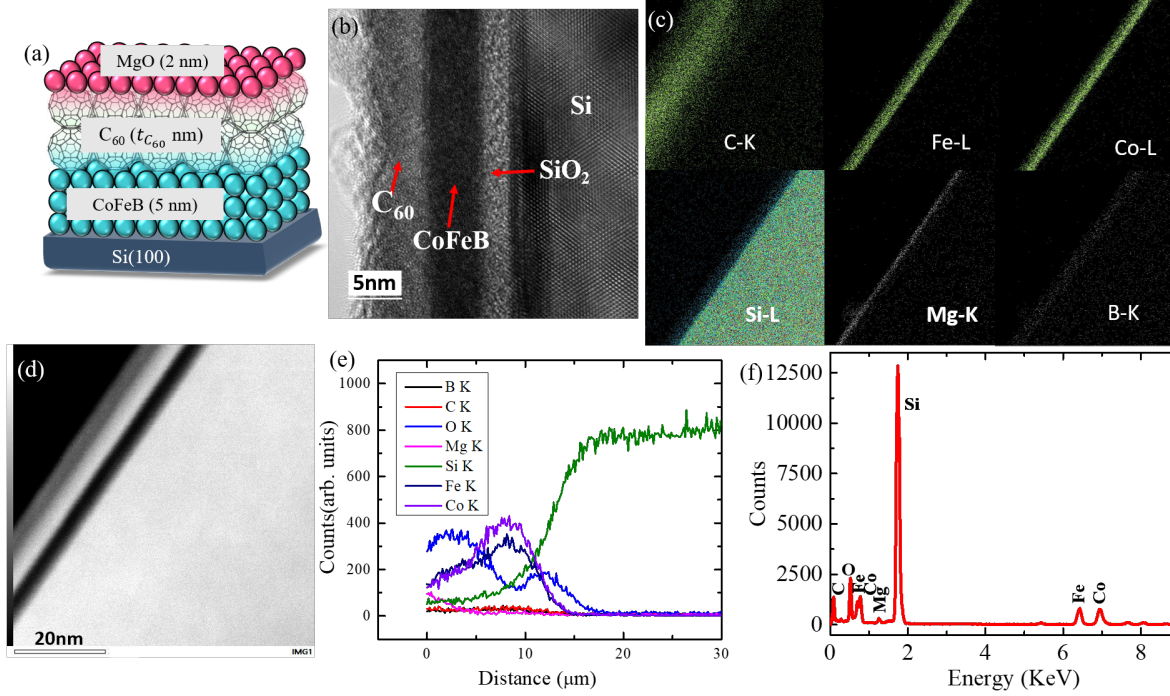 (a)
MgO (2 nm)
C₆₀ (t_C₆₀ nm)
CoFeB (5 nm)
Si(100)
(b)
Si
SiO₂
C₆₀
CoFeB
5nm
(c)
C-K
Fe-L
Co-L
Si-L
Mg-K
B-K
(d)
20nm
IMG1
(e)
1000
800
600
400
200
0
Counts(arb. units)
B K
C K
O K
Mg K
Si K
Fe K
Co K
0
10
20
30
Distance (μm)
(f)
12500
10000
7500
5000
2500
0
Counts
C
O
Fe
Co
Mg
Si
Fe
Co
0
2
4
6
8
Energy (KeV)